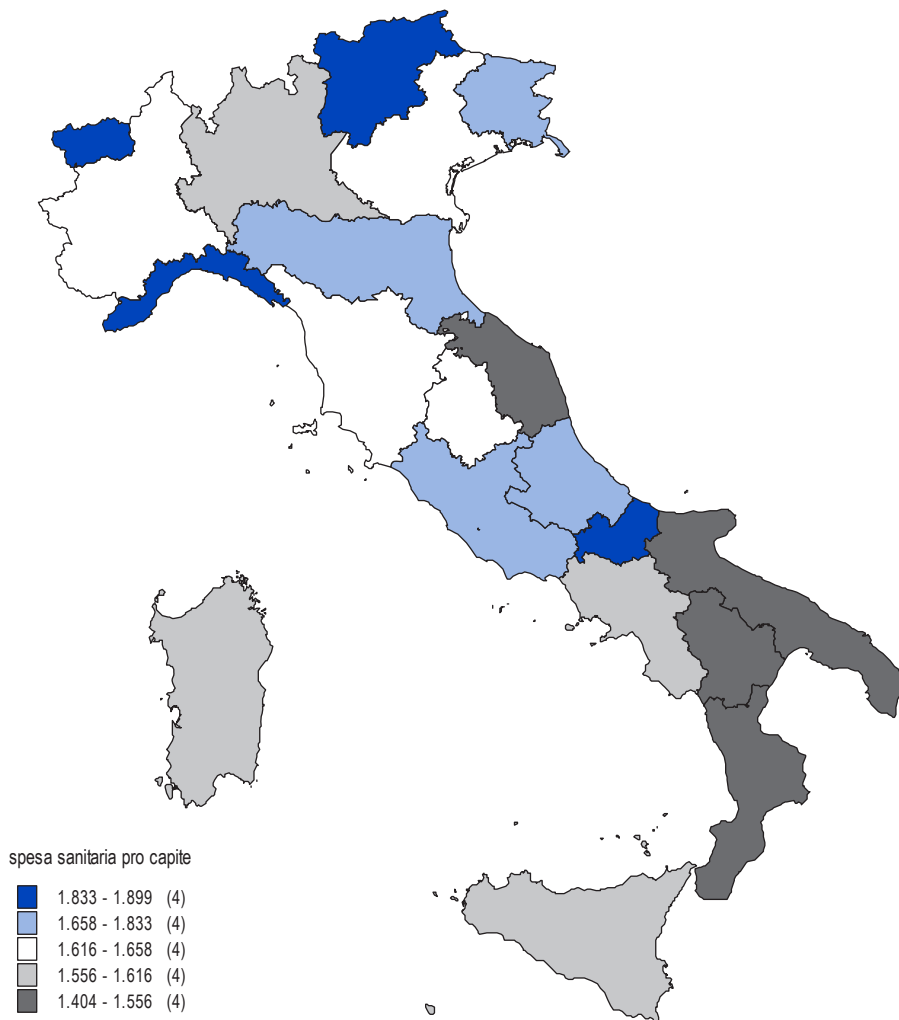 spesa sanitaria pro capite
1.833 - 1.899 (4)
1.658 - 1.833 (4)
1.616 - 1.658 (4)
1.556 - 1.616 (4)
1.404 - 1.556 (4)